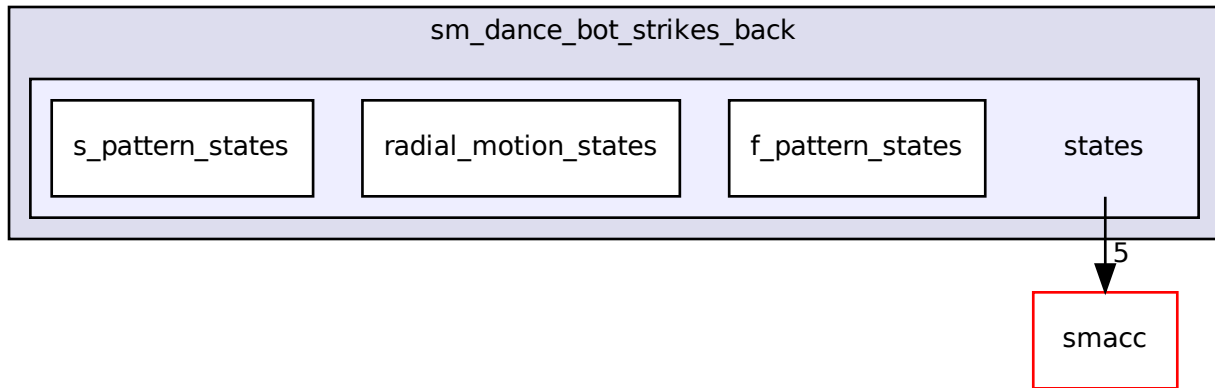 sm_dance_bot_strikes_back
s_pattern_states
radial_motion_states
f_pattern_states
states
5
smacc